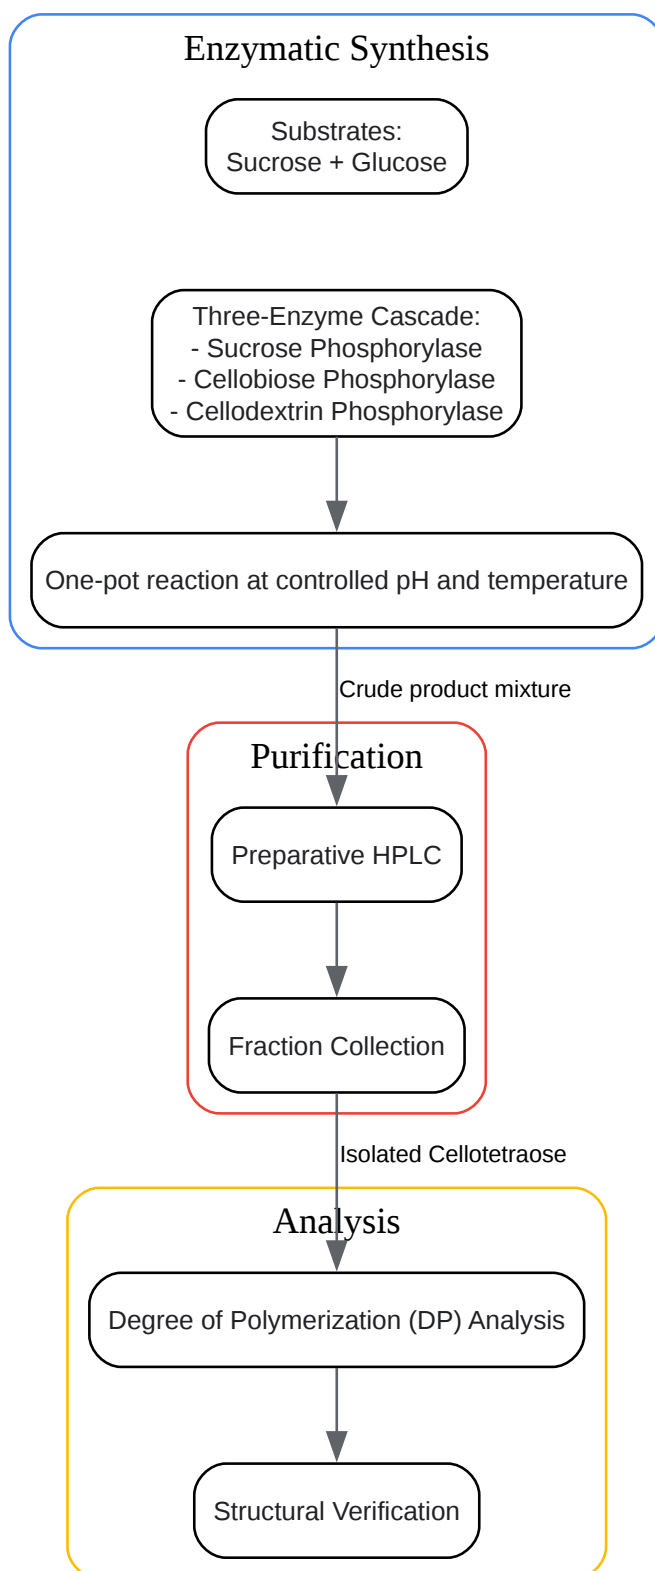 Enzymatic Synthesis
Substrates:
Sucrose + Glucose
Three-Enzyme Cascade:
- Sucrose Phosphorylase
- Cellobiose Phosphorylase
- Cellodextrin Phosphorylase
One-pot reaction at controlled pH and temperature
Crude product mixture
Purification
Preparative HPLC
Fraction Collection
Isolated Cellotetraose
Analysis
Degree of Polymerization (DP) Analysis
Structural Verification